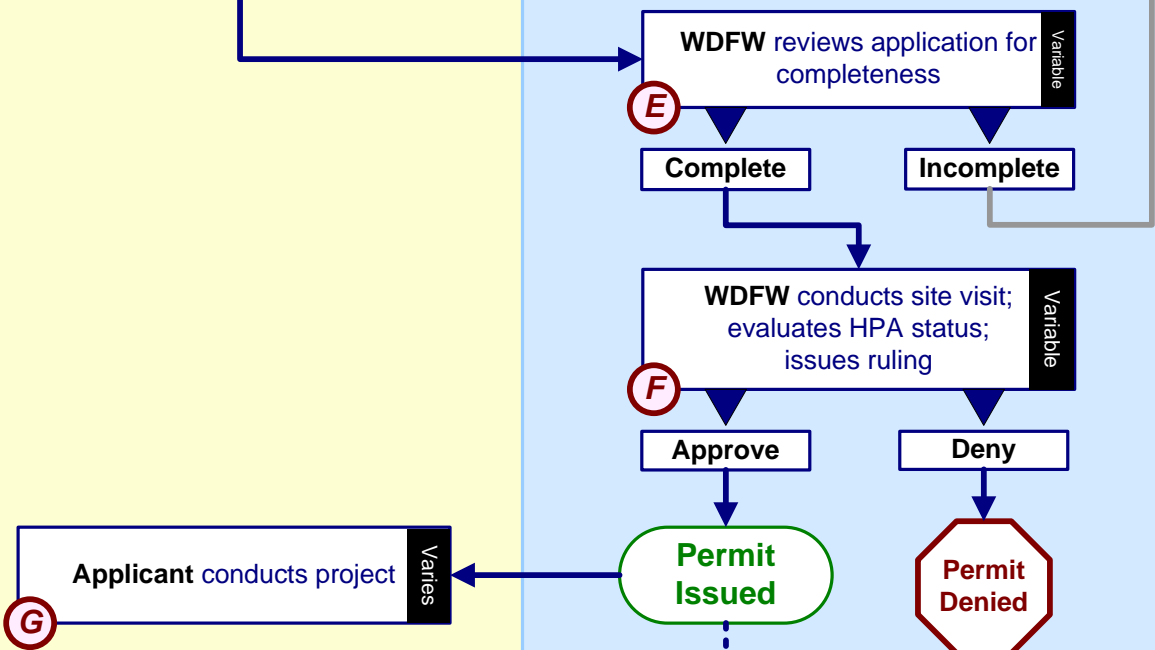 WDFW reviews application for
completeness
Variable
E
Complete
Incomplete
WDFW conducts site visit;
evaluates HPA status;
issues ruling
Variable
F
Approve
Deny
Permit
Issued
Permit
Denied
Applicant conducts project
Varies
G